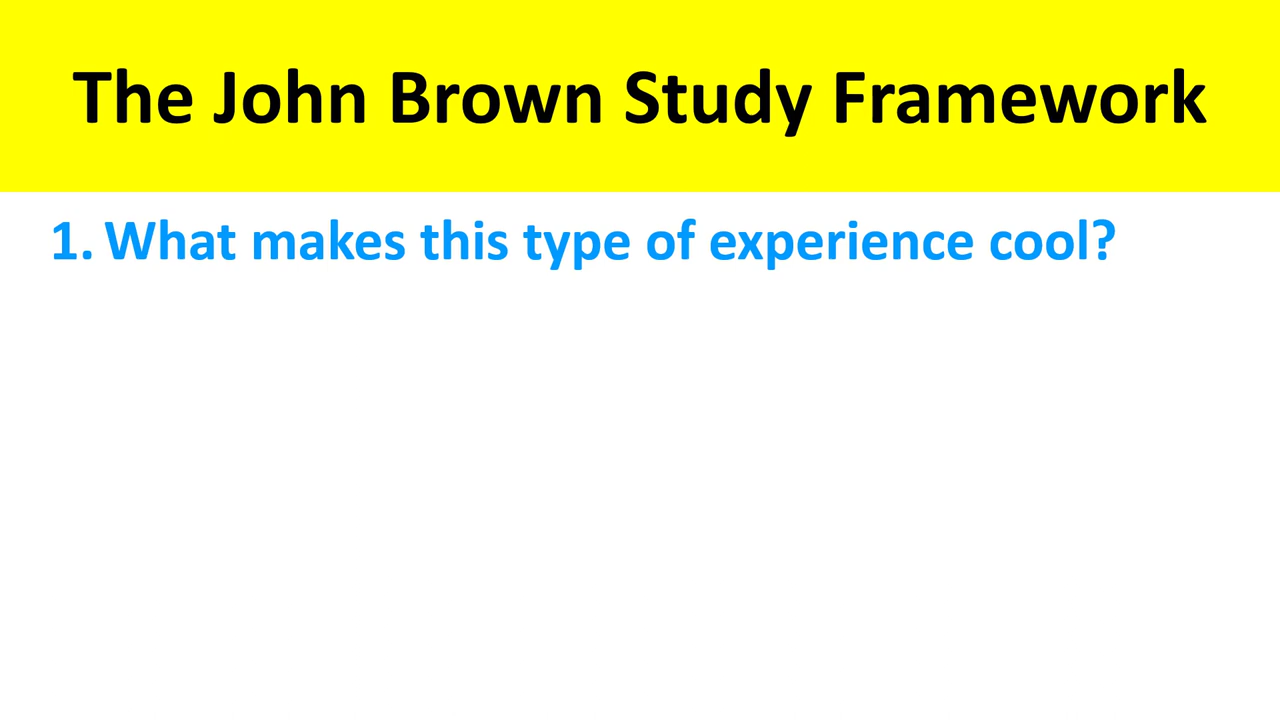 The John Brown Study Framework
1. What makes this type of experience cool?